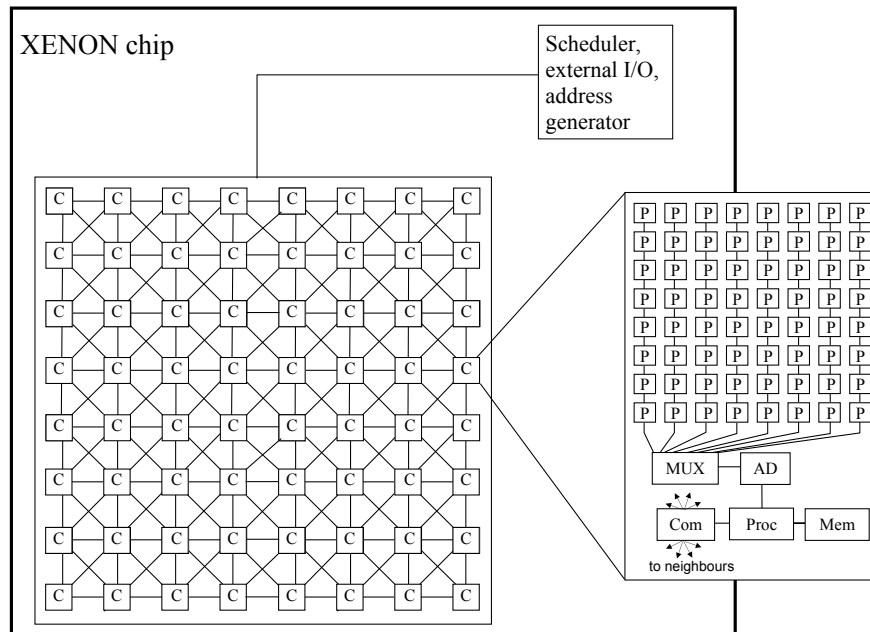 XENON chip
Scheduler,
external I/O,
address
generator
C C C C C C C C
C C C C C C C C
C C C C C C C C
C C C C C C C C
C C C C C C C C
C C C C C C C C
C C C C C C C C
C C C C C C C C
P P P P P P P P
P P P P P P P P
P P P P P P P P
P P P P P P P P
P P P P P P P P
P P P P P P P P
P P P P P P P P
P P P P P P P P
MUX AD
Com Proc Mem
to neighbours